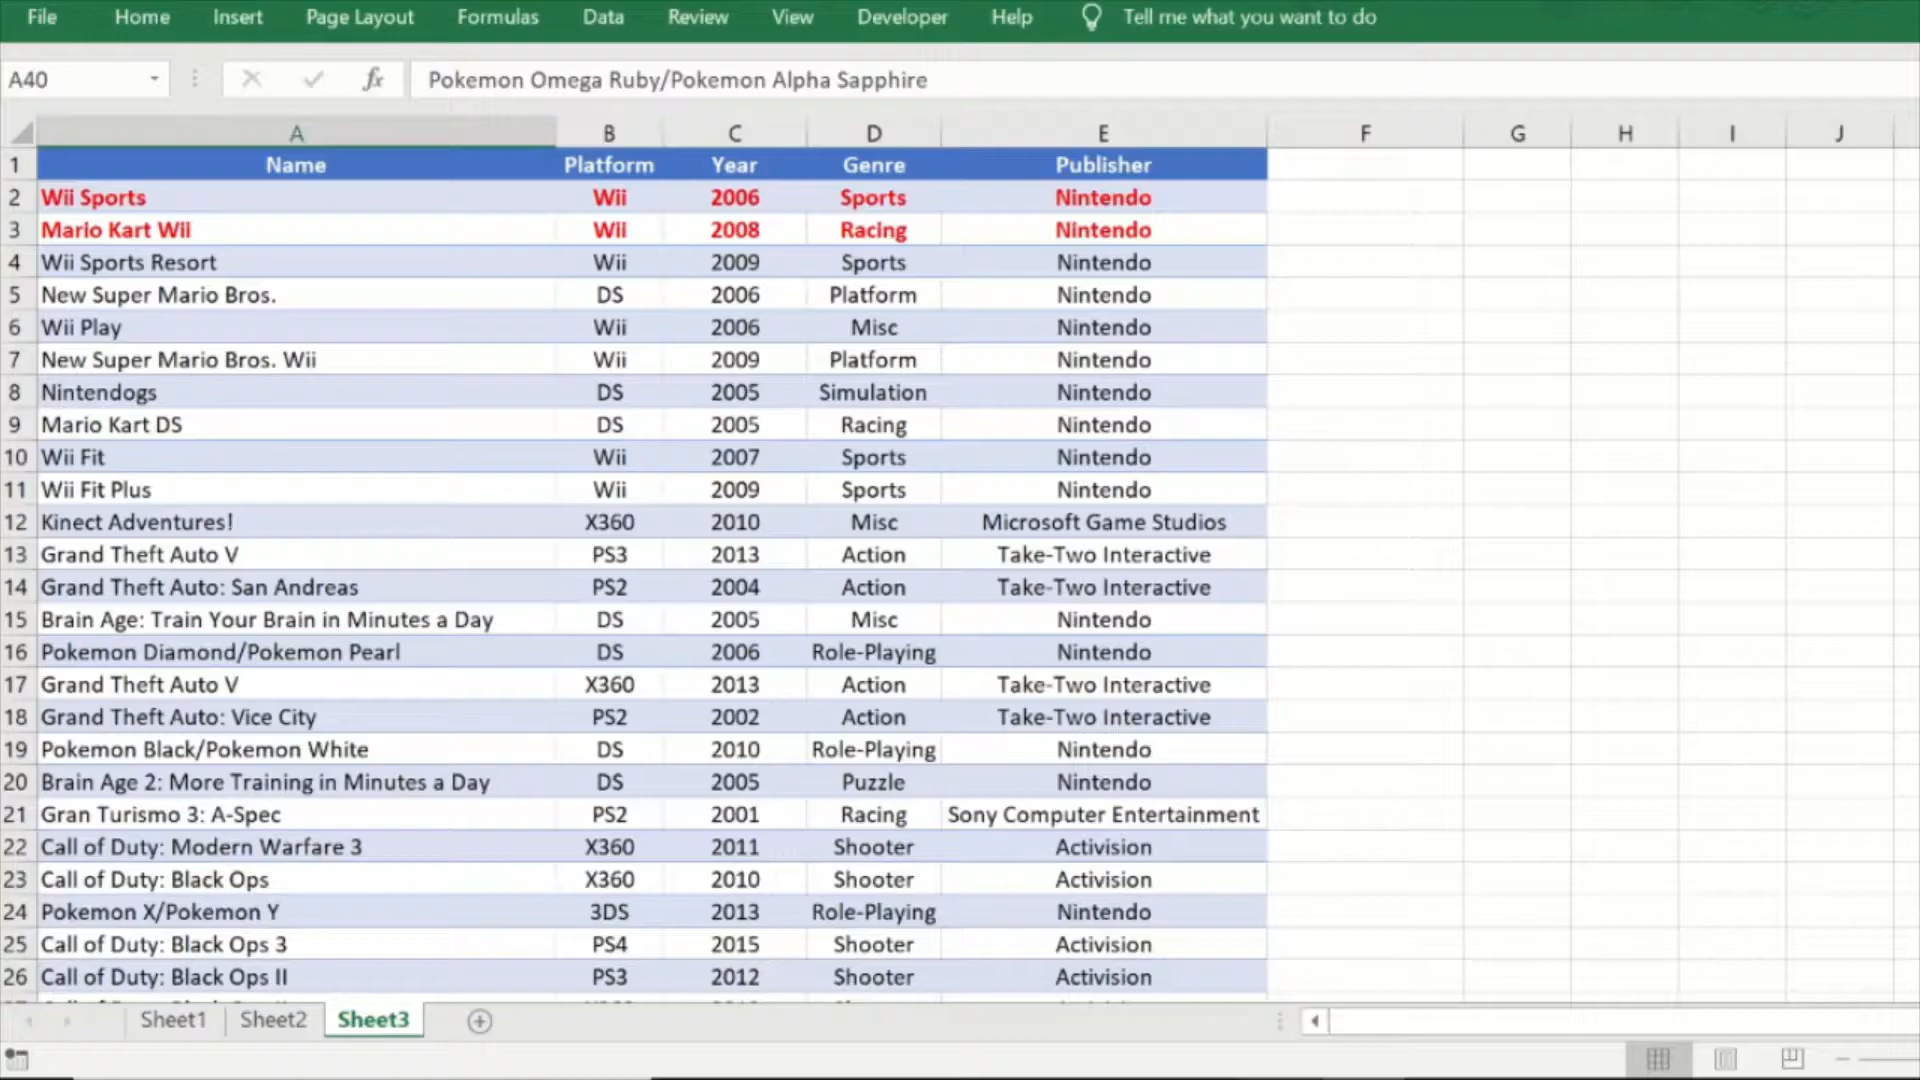 File Home Insert Page Layout Formulas Data Review View Developer Help Tell me what you want to do
A40 fx Pokemon Omega Ruby/Pokemon Alpha Sapphire
A B C D E F G H I J
1 Name Platform Year Genre Publisher
2 Wii Sports Wii 2006 Sports Nintendo
3 Mario Kart Wii Wii 2008 Racing Nintendo
4 Wii Sports Resort Wii 2009 Sports Nintendo
5 New Super Mario Bros. DS 2006 Platform Nintendo
6 Wii Play Wii 2006 Misc Nintendo
7 New Super Mario Bros. Wii Wii 2009 Platform Nintendo
8 Nintendogs DS 2005 Simulation Nintendo
9 Mario Kart DS DS 2005 Racing Nintendo
10 Wii Fit Wii 2007 Sports Nintendo
11 Wii Fit Plus Wii 2009 Sports Nintendo
12 Kinect Adventures! X360 2010 Misc Microsoft Game Studios
13 Grand Theft Auto V PS3 2013 Action Take-Two Interactive
14 Grand Theft Auto: San Andreas PS2 2004 Action Take-Two Interactive
15 Brain Age: Train Your Brain in Minutes a Day DS 2005 Misc Nintendo
16 Pokemon Diamond/Pokemon Pearl DS 2006 Role-Playing Nintendo
17 Grand Theft Auto V X360 2013 Action Take-Two Interactive
18 Grand Theft Auto: Vice City PS2 2002 Action Take-Two Interactive
19 Pokemon Black/Pokemon White DS 2010 Role-Playing Nintendo
20 Brain Age 2: More Training in Minutes a Day DS 2005 Puzzle Nintendo
21 Gran Turismo 3: A-Spec PS2 2001 Racing Sony Computer Entertainment
22 Call of Duty: Modern Warfare 3 X360 2011 Shooter Activision
23 Call of Duty: Black Ops X360 2010 Shooter Activision
24 Pokemon X/Pokemon Y 3DS 2013 Role-Playing Nintendo
25 Call of Duty: Black Ops 3 PS4 2015 Shooter Activision
26 Call of Duty: Black Ops II PS3 2012 Shooter Activision
Sheet1 Sheet2 Sheet3